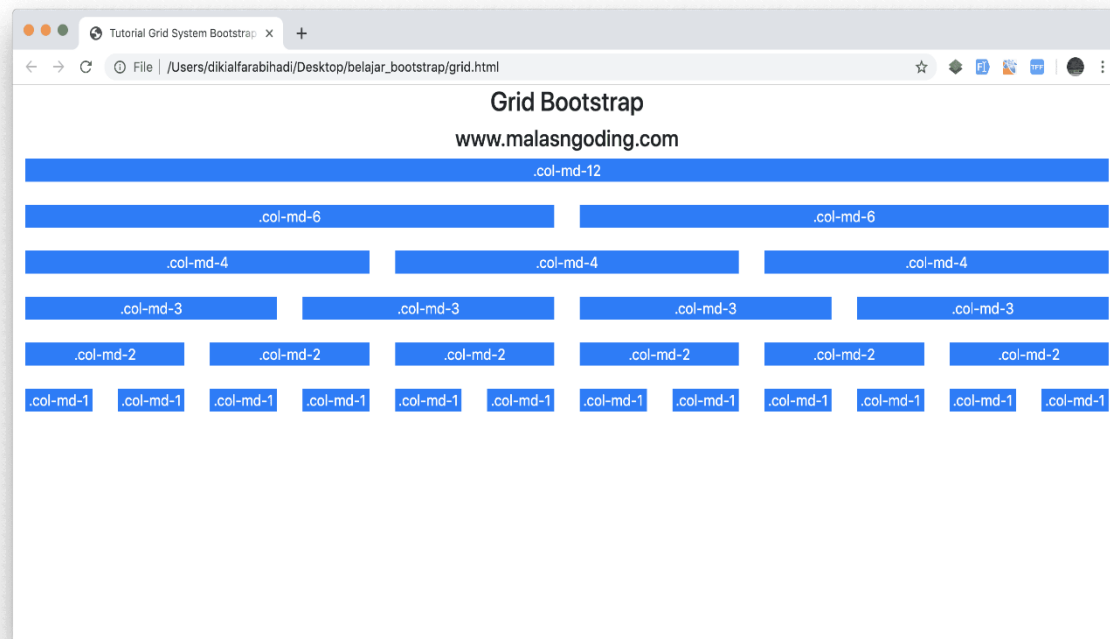 Tutorial Grid System Bootstrap
File /Users/dikialfarabihadi/Desktop/belajar_bootstrap/grid.html
TFF
Grid Bootstrap
www.malasngoding.com
.col-md-12
.col-md-6 .col-md-6
.col-md-4 .col-md-4 .col-md-4
.col-md-3 .col-md-3 .col-md-3 .col-md-3
.col-md-2 .col-md-2 .col-md-2 .col-md-2 .col-md-2 .col-md-2
.col-md-1 .col-md-1 .col-md-1 .col-md-1 .col-md-1 .col-md-1 .col-md-1 .col-md-1 .col-md-1 .col-md-1 .col-md-1 .col-md-1